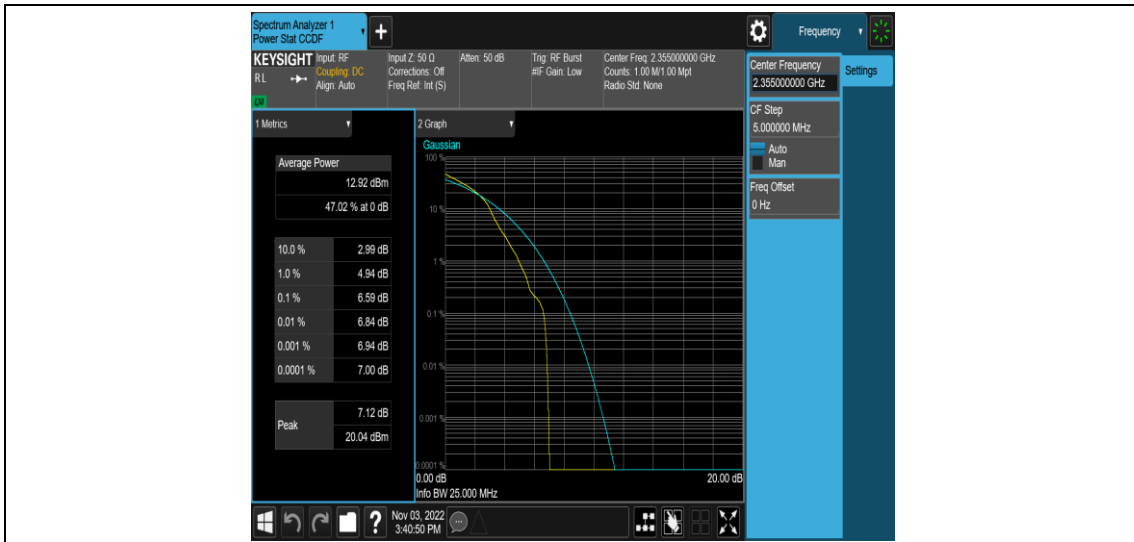 Spectrum Analyzer 1
Power Stat CCDF
Frequency
KEYSIGHT
RL
LXI
Input: RF
Coupling: DC
Align: Auto
Input Z: 50 Ω
Corrections: Off
Freq Ref: Int (S)
Atten: 50 dB
Trig: RF Burst
#IF Gain: Low
Center Freq: 2.355000000 GHz
Counts: 1.00 M/1.00 Mpt
Radio Std: None
Center Frequency
2.355000000 GHz
Settings
CF Step
5.000000 MHz
Auto
Man
Freq Offset
0 Hz
1 Metrics
Average Power
12.92 dBm
47.02 % at 0 dB
10.0 % 2.99 dB
1.0 % 4.94 dB
0.1 % 6.59 dB
0.01 % 6.84 dB
0.001 % 6.94 dB
0.0001 % 7.00 dB
Peak
7.12 dB
20.04 dBm
2 Graph
Gaussian
100 %
10 %
1 %
0.1 %
0.01 %
0.001 %
0.0001 %
0.00 dB 20.00 dB
Info BW 25.000 MHz
Nov 03, 2022
3:40:50 PM